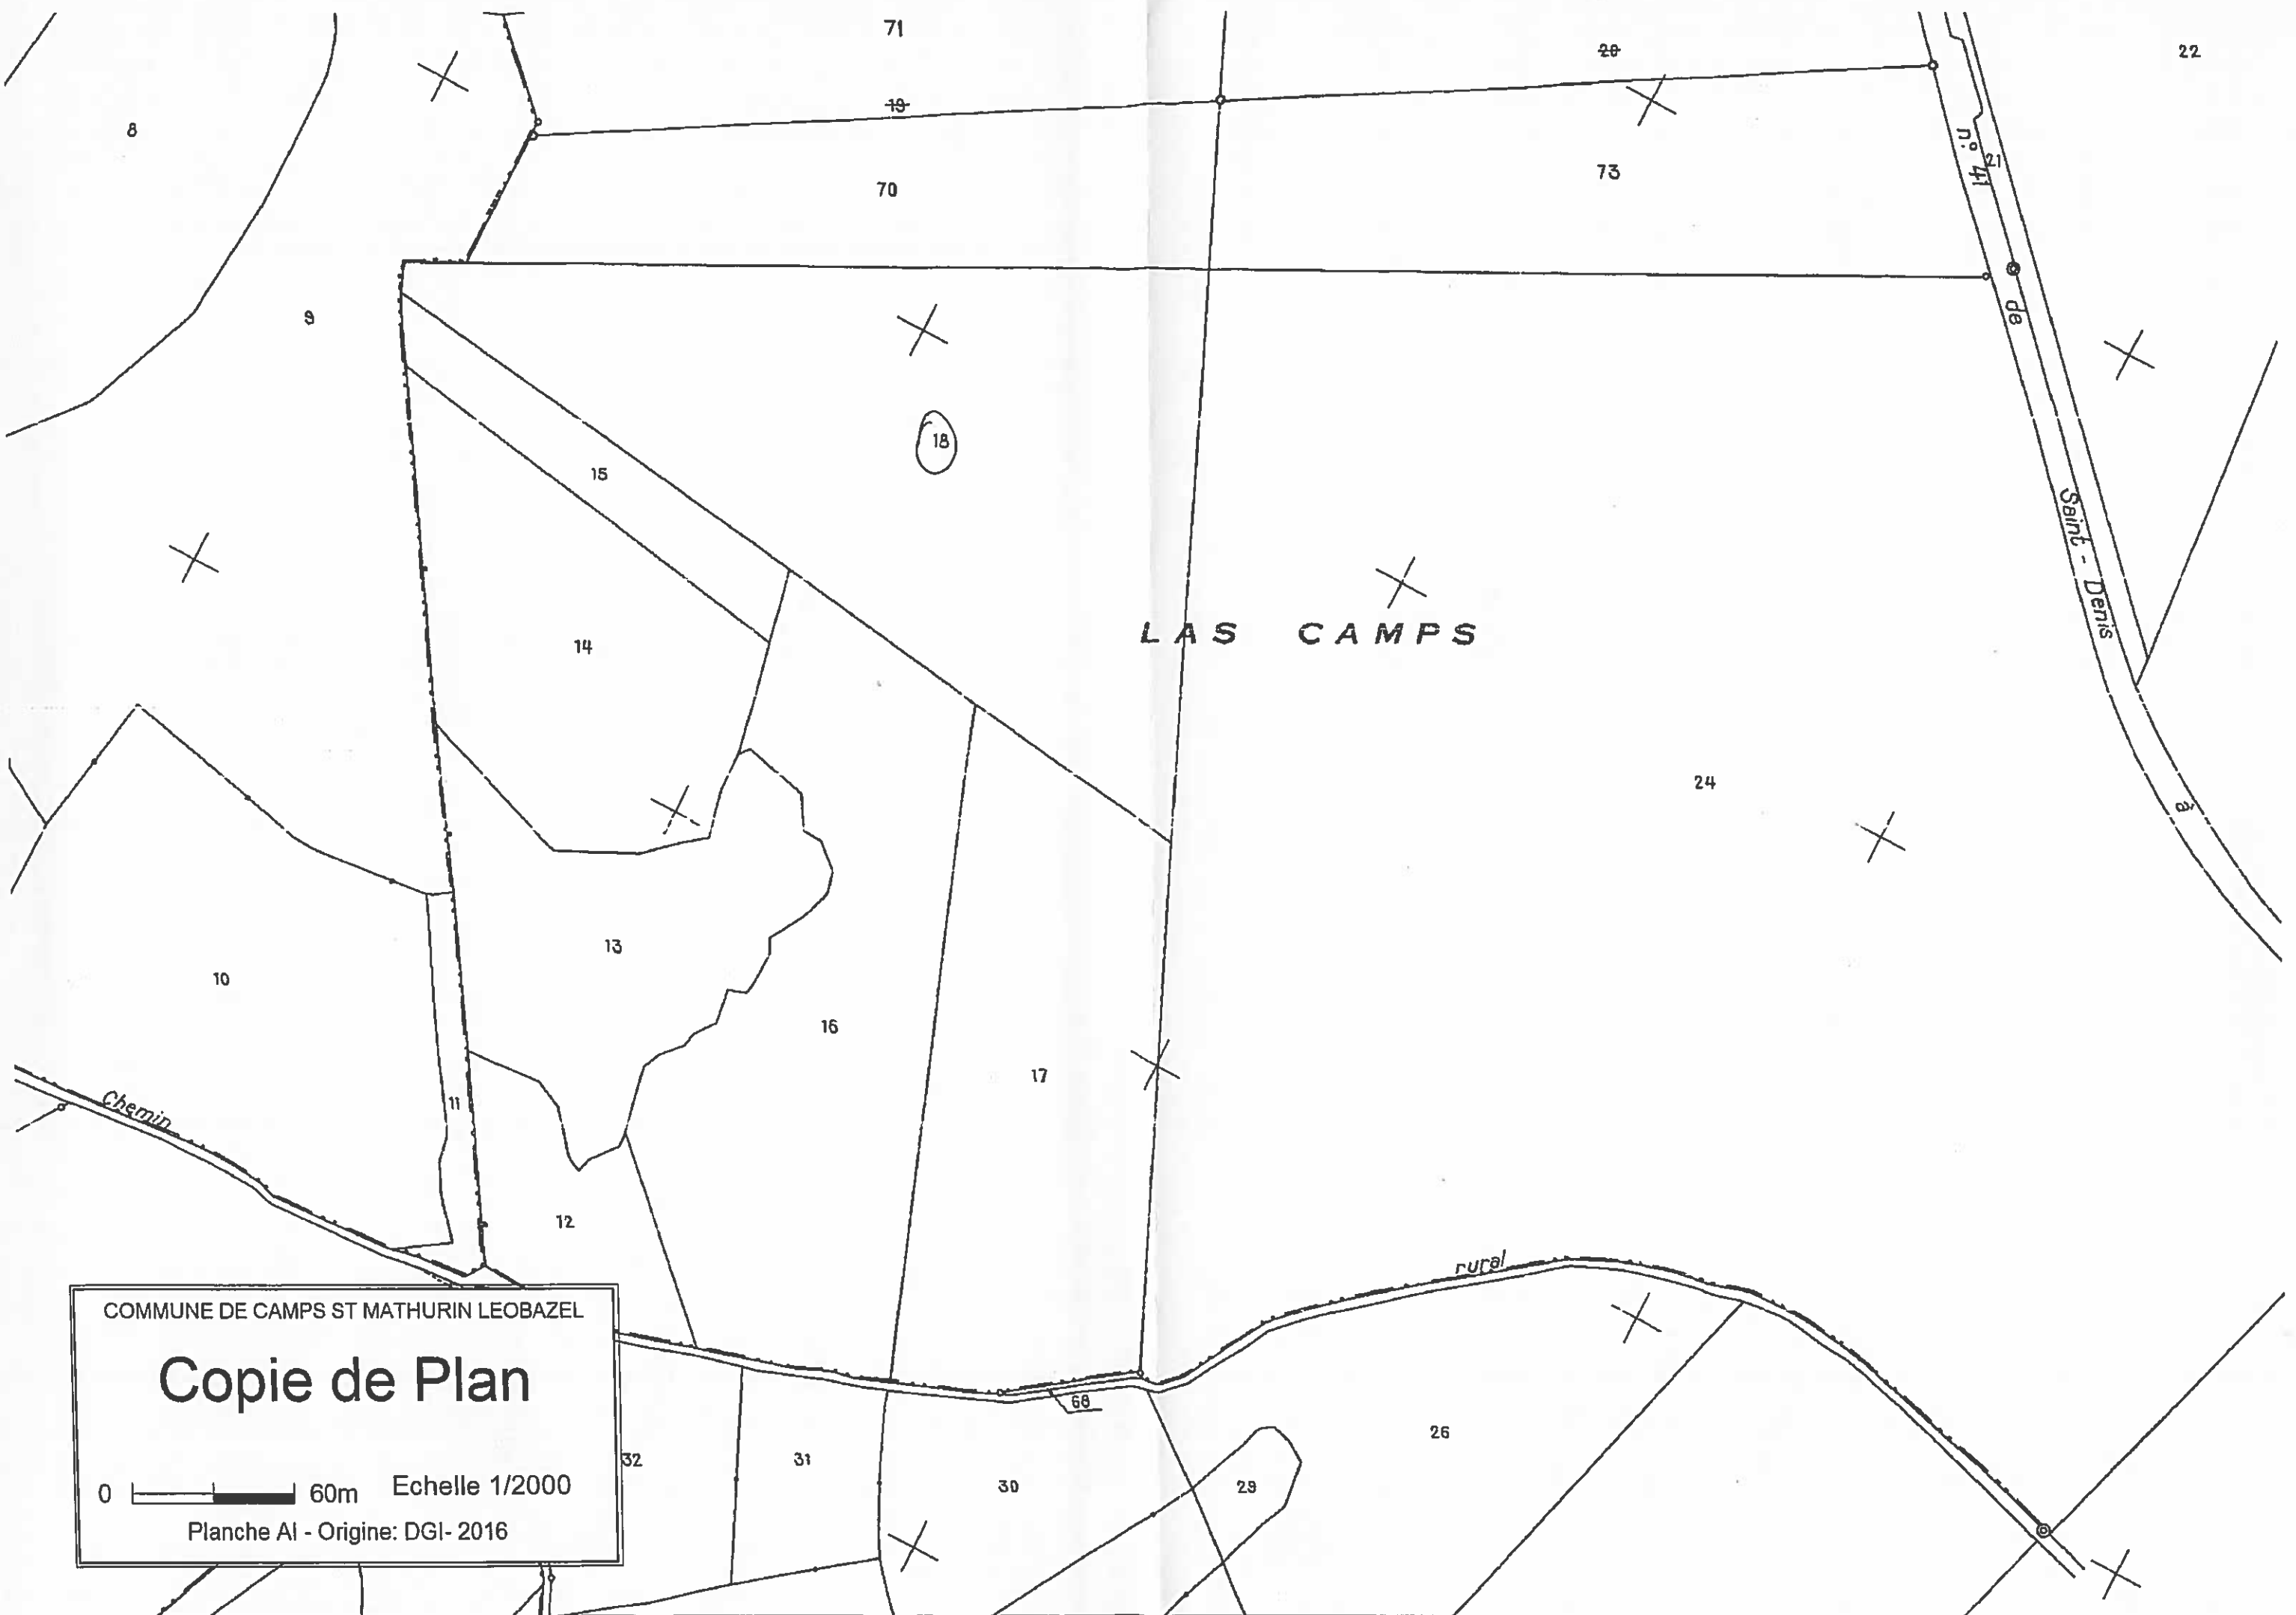 71
20
22
19
8
n° 41
21
73
70
de
9
18
15
Saint - Denis
LAS CAMPS
14
24
à
13
10
16
17
Chemin
11
12
rural
COMMUNE DE CAMPS ST MATHURIN LEOBAZEL
Copie de Plan
0 60m Echelle 1/2000
Planche AI - Origine: DGI- 2016
68
26
32
31
30
29